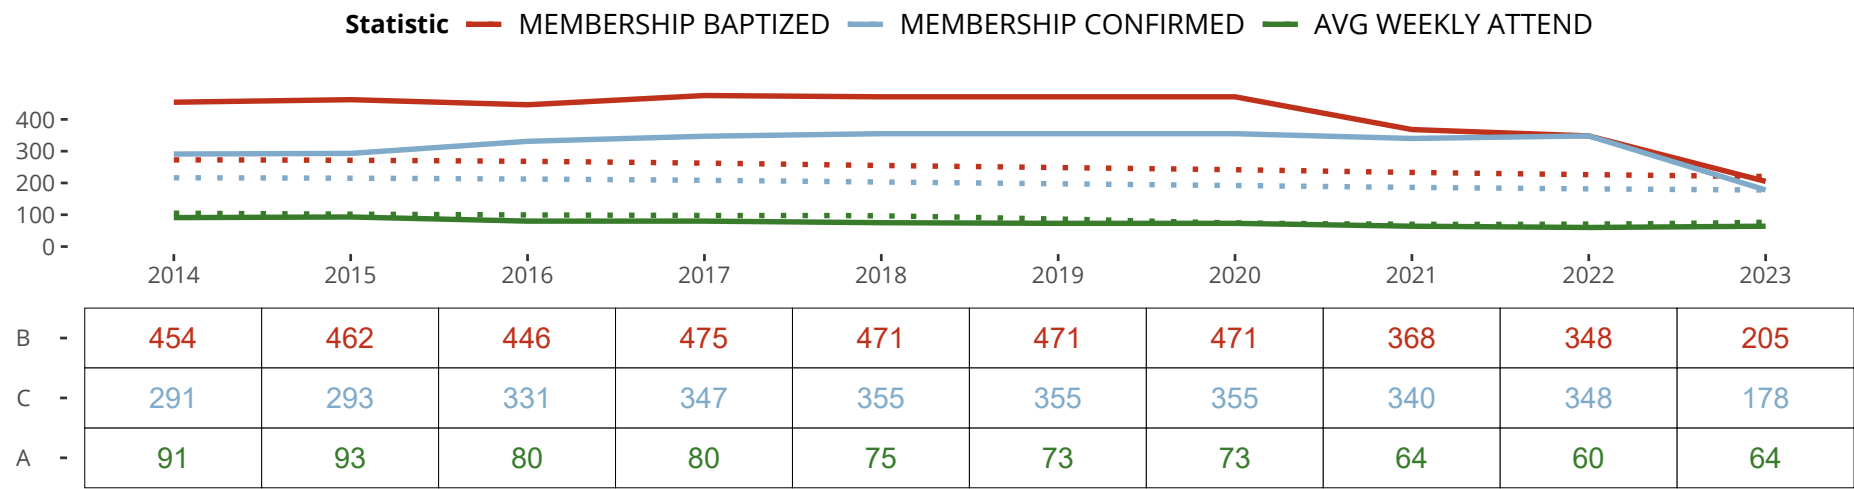 Statistic MEMBERSHIP BAPTIZED MEMBERSHIP CONFIRMED AVG WEEKLY ATTEND
400
300
200
100
0
2014 2015 2016 2017 2018 2019 2020 2021 2022 2023
B 454 462 446 475 471 471 471 368 348 205
C 291 293 331 347 355 355 355 340 348 178
A 91 93 80 80 75 73 73 64 60 64